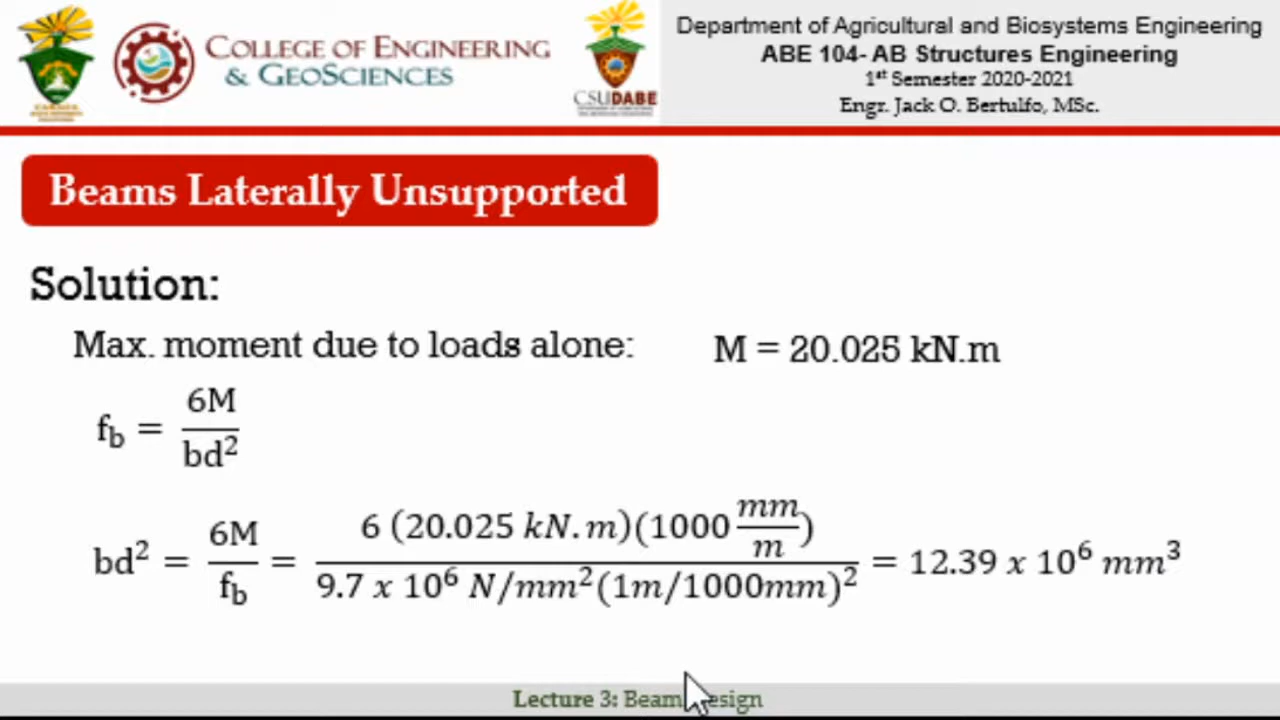 COLLEGE OF ENGINEERING
& GEOSCIENCES
CSUDABE
Department of Agricultural and Biosystems Engineering
ABE 104- AB Structures Engineering
1st Semester 2020-2021
Engr. Jack O. Bertulfo, MSc.
Beams Laterally Unsupported
Solution:
Max. moment due to loads alone: M = 20.025 kN.m
f_b = 6M / bd²
bd² = 6M / f_b = 6 (20.025 kN.m)(1000 mm/m) / 9.7 x 10⁶ N/mm²(1m/1000mm)² = 12.39 x 10⁶ mm³
Lecture 3: Beam esign